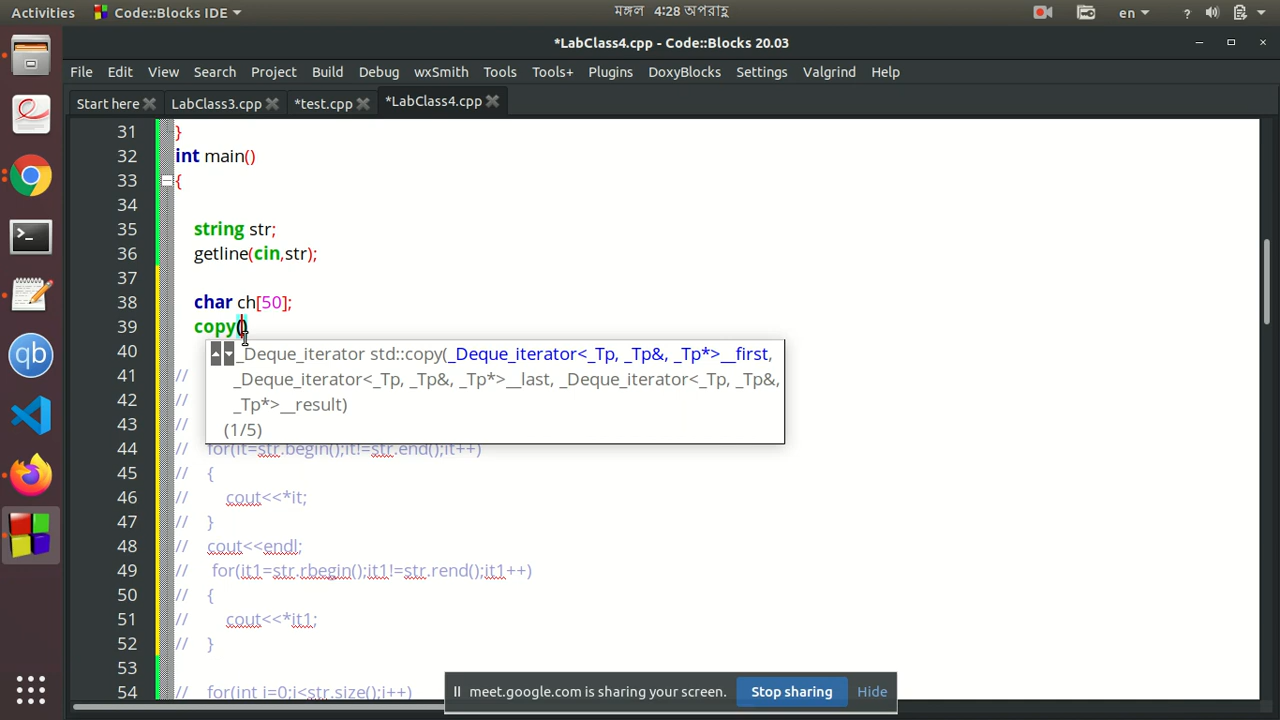 Activities Code::Blocks IDE মঙ্গল 4:28 অপরাহ্ণ en ?
*LabClass4.cpp - Code::Blocks 20.03
File Edit View Search Project Build Debug wxSmith Tools Tools+ Plugins DoxyBlocks Settings Valgrind Help
Start here LabClass3.cpp *test.cpp *LabClass4.cpp
31 }
32 int main()
33 {
34
35 string str;
36 getline(cin,str);
37
38 char ch[50];
39 copy()
40 _Deque_iterator std::copy(_Deque_iterator<_Tp, _Tp&, _Tp*>__first,
41 // _Deque_iterator<_Tp, _Tp&, _Tp*>__last, _Deque_iterator<_Tp, _Tp&,
42 // _Tp*>__result)
43 // (1/5)
44 // for(it=str.begin();it!=str.end();it++)
45 // {
46 // cout<<*it;
47 // }
48 // cout<<endl;
49 // for(it1=str.rbegin();it1!=str.rend();it1++)
50 // {
51 // cout<<*it1;
52 // }
53
54 // for(int i=0;i<str.size();i++)
meet.google.com is sharing your screen. Stop sharing Hide